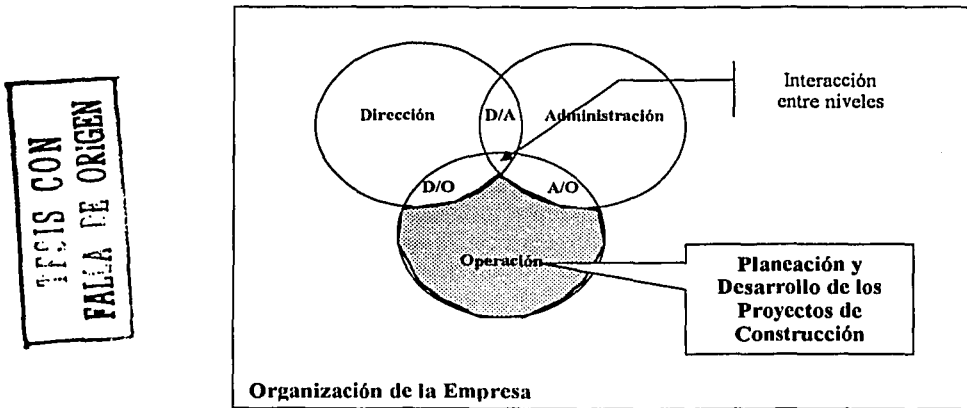 TESIS CON
FALLA DE ORIGEN
Dirección
D/A
Administración
Interacción
entre niveles
D/O
A/O
Operación
Planeación y
Desarrollo de los
Proyectos de
Construcción
Organización de la Empresa